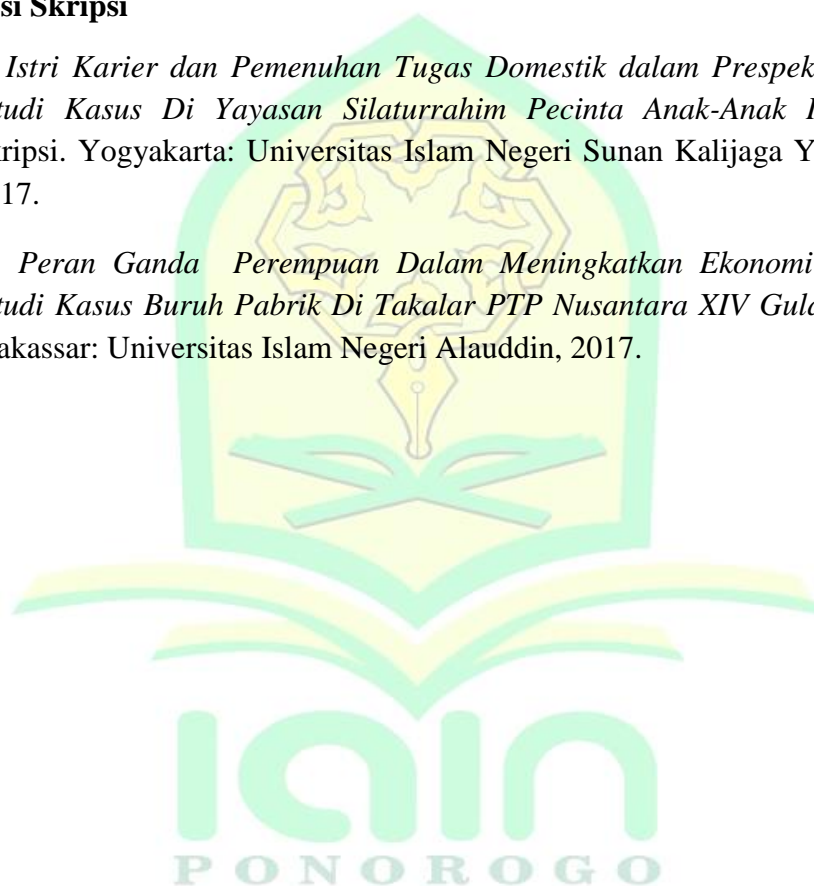 si Skripsi
Istri Karier dan Pemenuhan Tugas Domestik dalam Prespek
tudi Kasus Di Yayasan Silaturrahim Pecinta Anak-Anak
kripsi. Yogyakarta: Universitas Islam Negeri Sunan Kalijaga Y
17.
Peran Ganda Perempuan Dalam Meningkatkan Ekonomi
tudi Kasus Buruh Pabrik Di Takalar PTP Nusantara XIV Gula
akassar: Universitas Islam Negeri Alauddin, 2017.
iain
PONOROGO